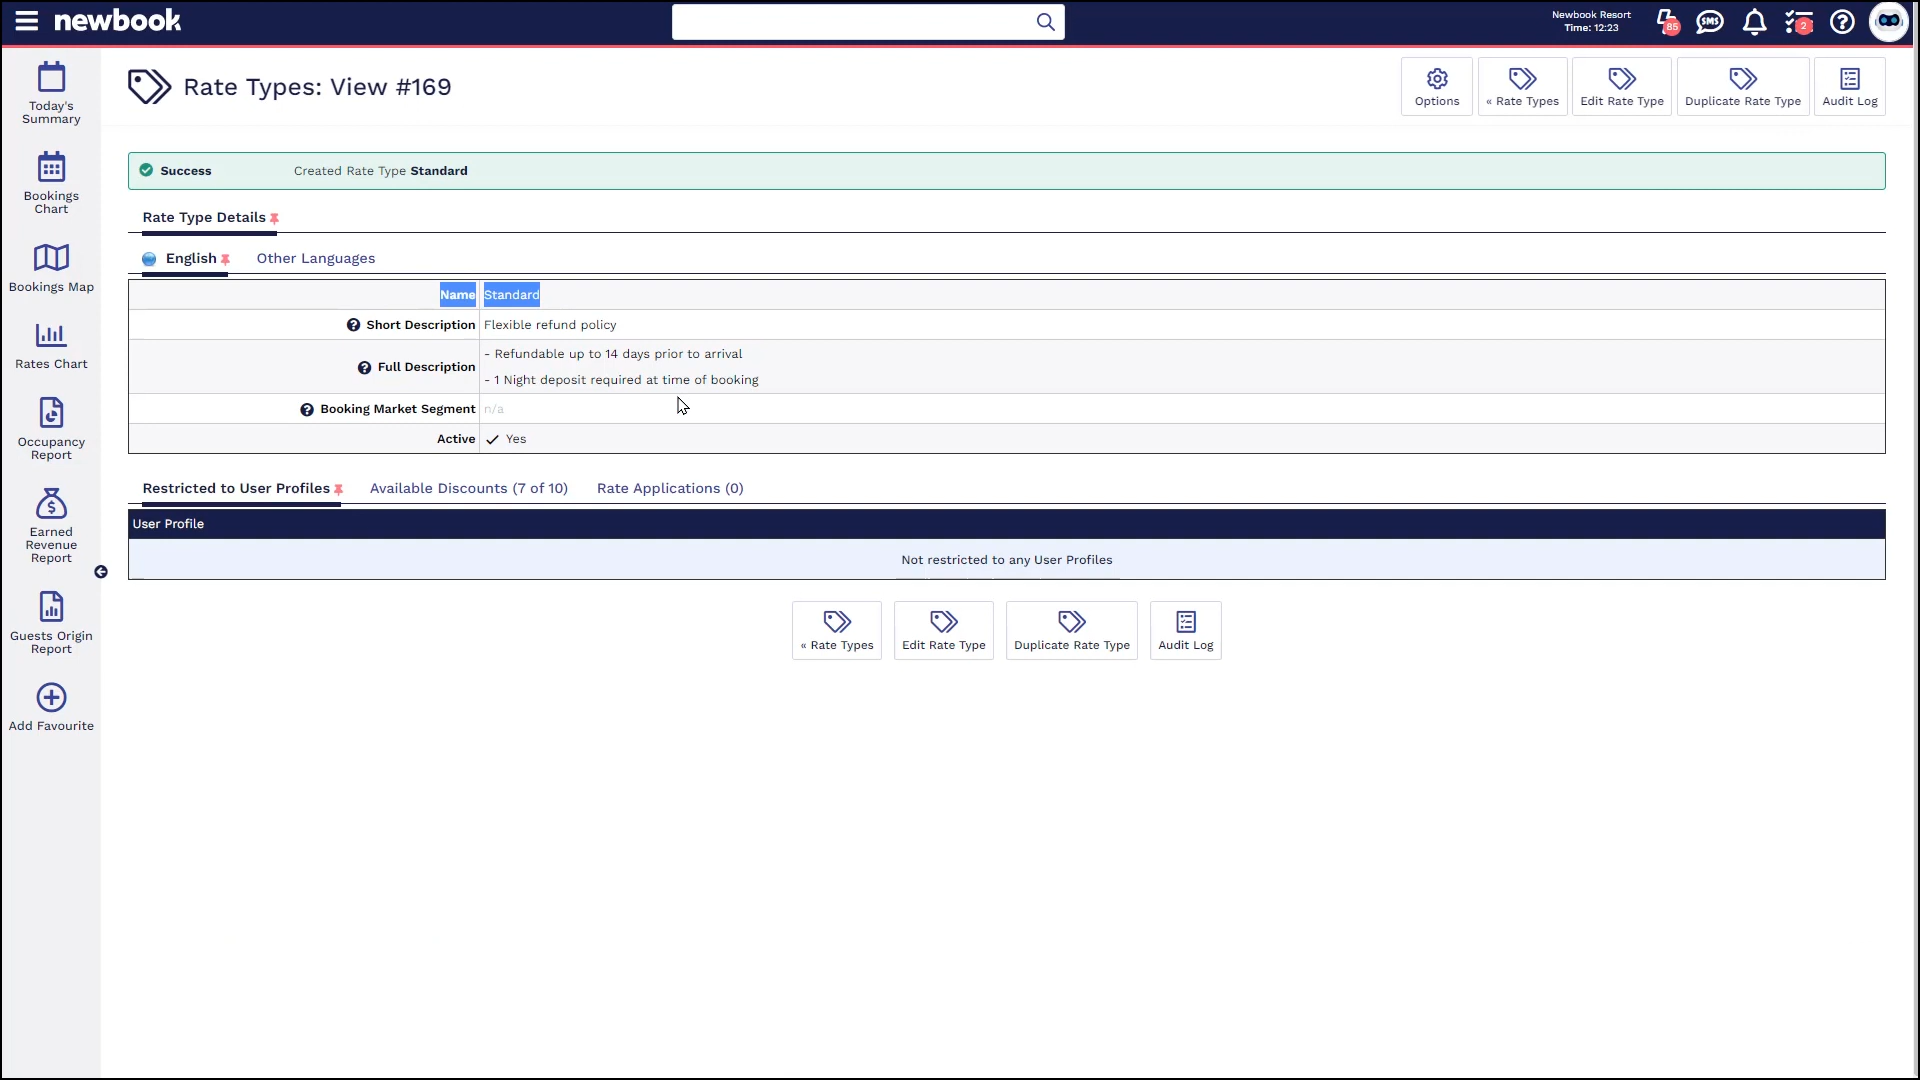 newbook
Newbook Resort
Time: 12:23
85
SMS
2
Today's
Summary
Bookings
Chart
Bookings Map
Rates Chart
Occupancy
Report
Earned
Revenue
Report
Guests Origin
Report
Add Favourite
Rate Types: View #169
Options
« Rate Types
Edit Rate Type
Duplicate Rate Type
Audit Log
Success Created Rate Type Standard
Rate Type Details
English Other Languages
Name Standard
Short Description Flexible refund policy
Full Description - Refundable up to 14 days prior to arrival
- 1 Night deposit required at time of booking
Booking Market Segment n/a
Active Yes
Restricted to User Profiles Available Discounts (7 of 10) Rate Applications (0)
User Profile
Not restricted to any User Profiles
« Rate Types
Edit Rate Type
Duplicate Rate Type
Audit Log